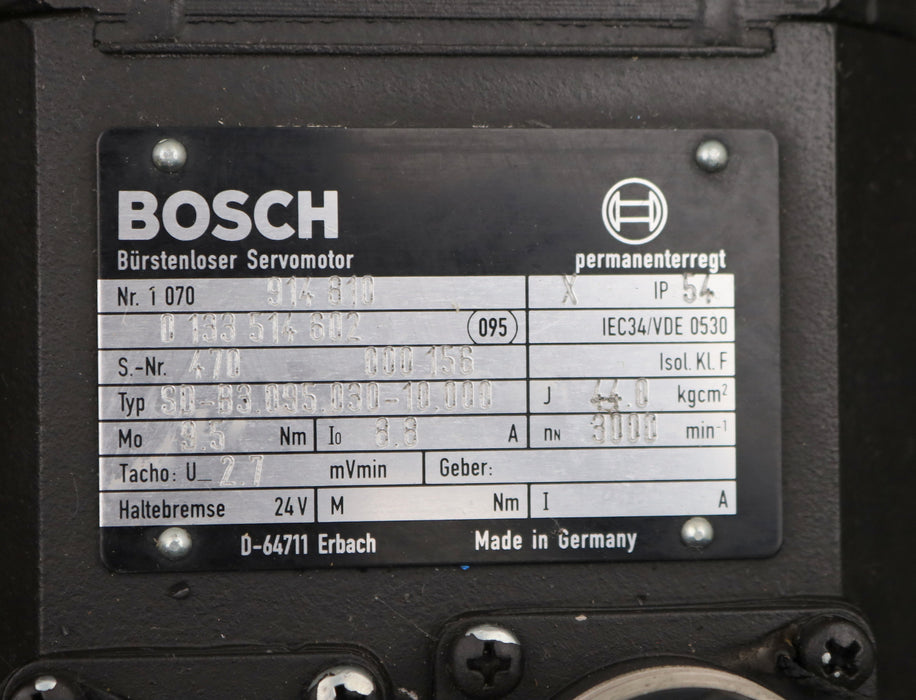 BOSCH
Bürstenloser Servomotor permanenterregt
Nr. 1 070 914 810 X IP 54
0 133 514 602 095 IEC34/VDE 0530
S.-Nr. 470 000 156 Isol. Kl. F
Typ SD-B3.095.030-10.000 J 44.0 kgcm²
Mo 9.5 Nm I₀ 8.8 A nɴ 3000 min⁻¹
Tacho: U_ 2.7 mVmin Geber:
Haltebremse 24V M Nm I A
D-64711 Erbach Made in Germany